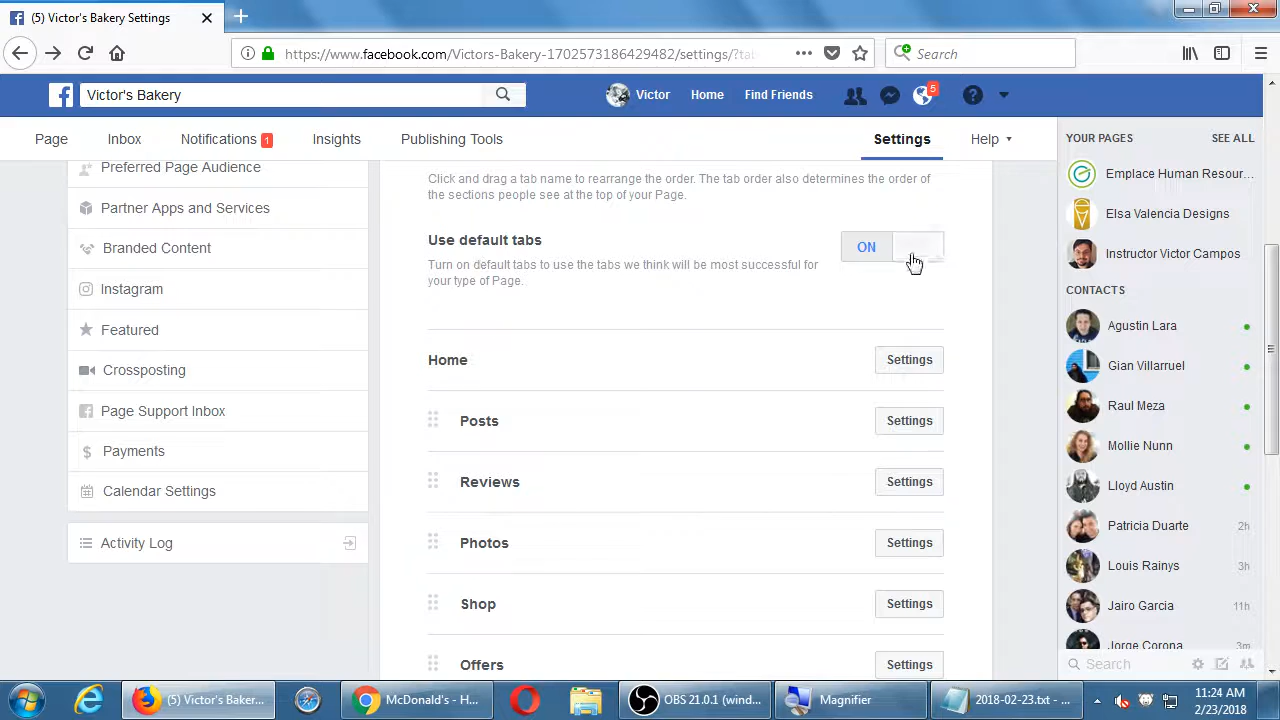 (5) Victor's Bakery Settings
https://www.facebook.com/Victors-Bakery-1702573186429482/settings/?ta
Search
Victor's Bakery
Victor
Home
Find Friends
5
Page
Inbox
Notifications 1
Insights
Publishing Tools
Settings
Help
Preferred Page Audience
Partner Apps and Services
Branded Content
Instagram
Featured
Crossposting
Page Support Inbox
Payments
Calendar Settings
Activity Log
Click and drag a tab name to rearrange the order. The tab order also determines the order of
the sections people see at the top of your Page.
Use default tabs
ON
Turn on default tabs to use the tabs we think will be most successful for
your type of Page.
Home
Settings
Posts
Settings
Reviews
Settings
Photos
Settings
Shop
Settings
Offers
Settings
YOUR PAGES
SEE ALL
Emplace Human Resour...
Elsa Valencia Designs
Instructor Victor Campos
CONTACTS
Agustin Lara
Gian Villarruel
Raul Meza
Mollie Nunn
Lloyd Austin
Patricia Duarte 2h
Louis Rainys 3h
Jairo Garcia 11h
Jorge Corona 3m
Search
(5) Victor's Baker...
McDonald's - H...
OBS 21.0.1 (wind...
Magnifier
2018-02-23.txt - ...
11:24 AM
2/23/2018